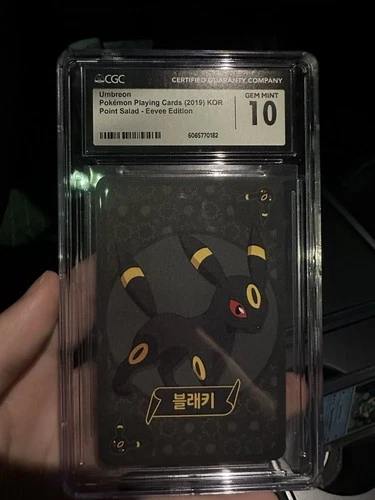 CGC
CERTIFIED GUARANTY COMPANY
Umbreon
Pokémon Playing Cards (2019) KOR
Point Salad - Eevee Edition
GEM MINT
10
6065770182
블래키